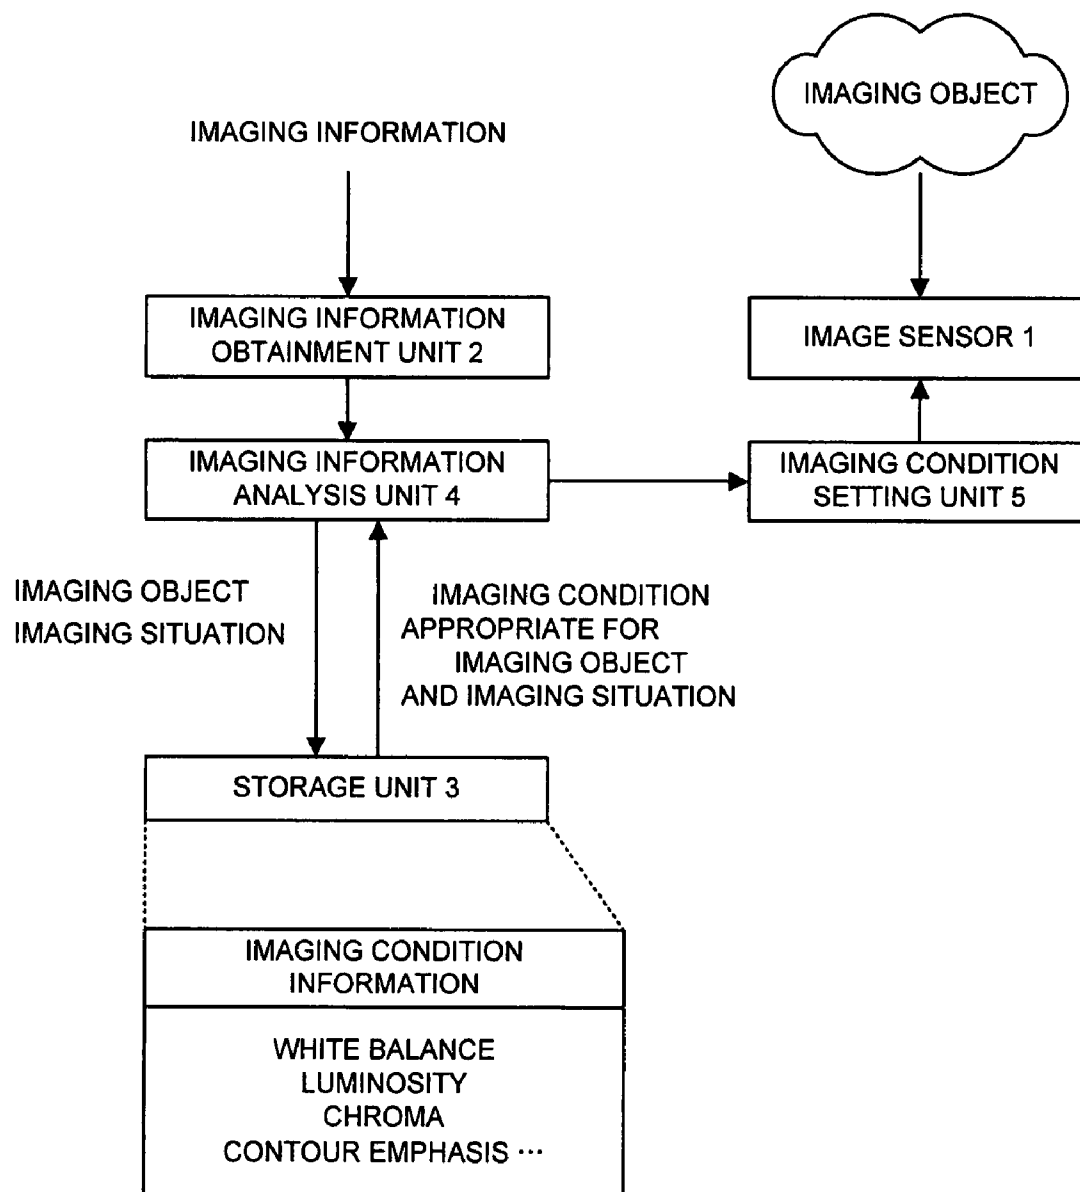 IMAGING OBJECT
IMAGING INFORMATION
IMAGING INFORMATION
OBTAINMENT UNIT 2
IMAGE SENSOR 1
IMAGING INFORMATION
ANALYSIS UNIT 4
IMAGING CONDITION
SETTING UNIT 5
IMAGING OBJECT
IMAGING SITUATION
IMAGING CONDITION
APPROPRIATE FOR
IMAGING OBJECT
AND IMAGING SITUATION
STORAGE UNIT 3
IMAGING CONDITION
INFORMATION
WHITE BALANCE
LUMINOSITY
CHROMA
CONTOUR EMPHASIS ···